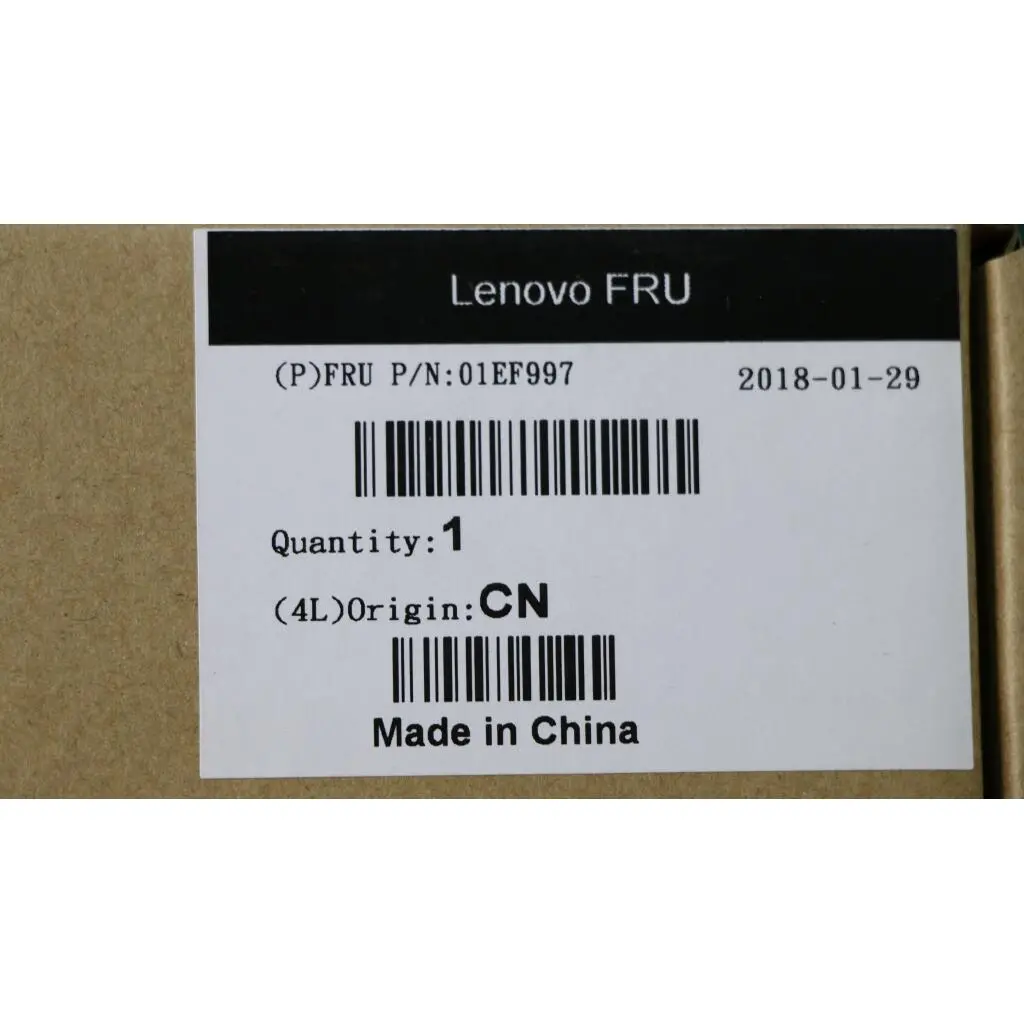 Lenovo FRU
(P)FRU P/N:01EF997 2018-01-29
Quantity:1
(4L)Origin:CN
Made in China